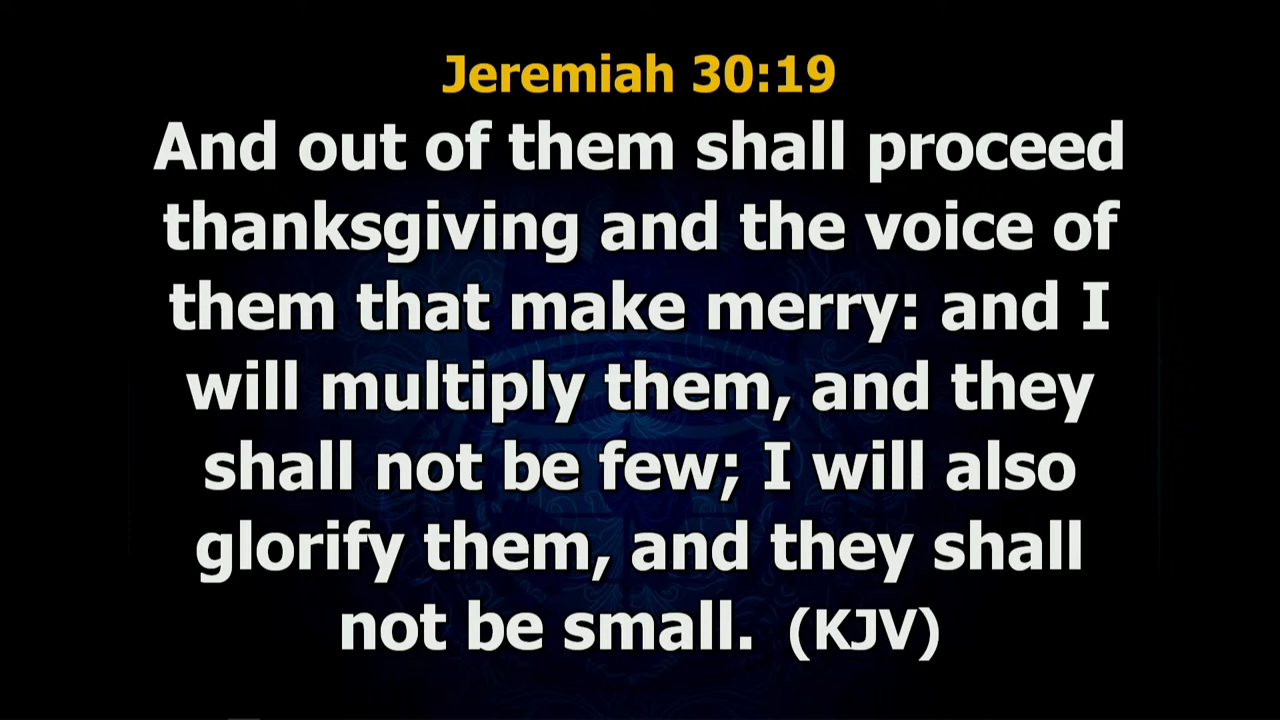 Jeremiah 30:19
And out of them shall proceed
thanksgiving and the voice of
them that make merry: and I
will multiply them, and they
shall not be few; I will also
glorify them, and they shall
not be small. (KJV)